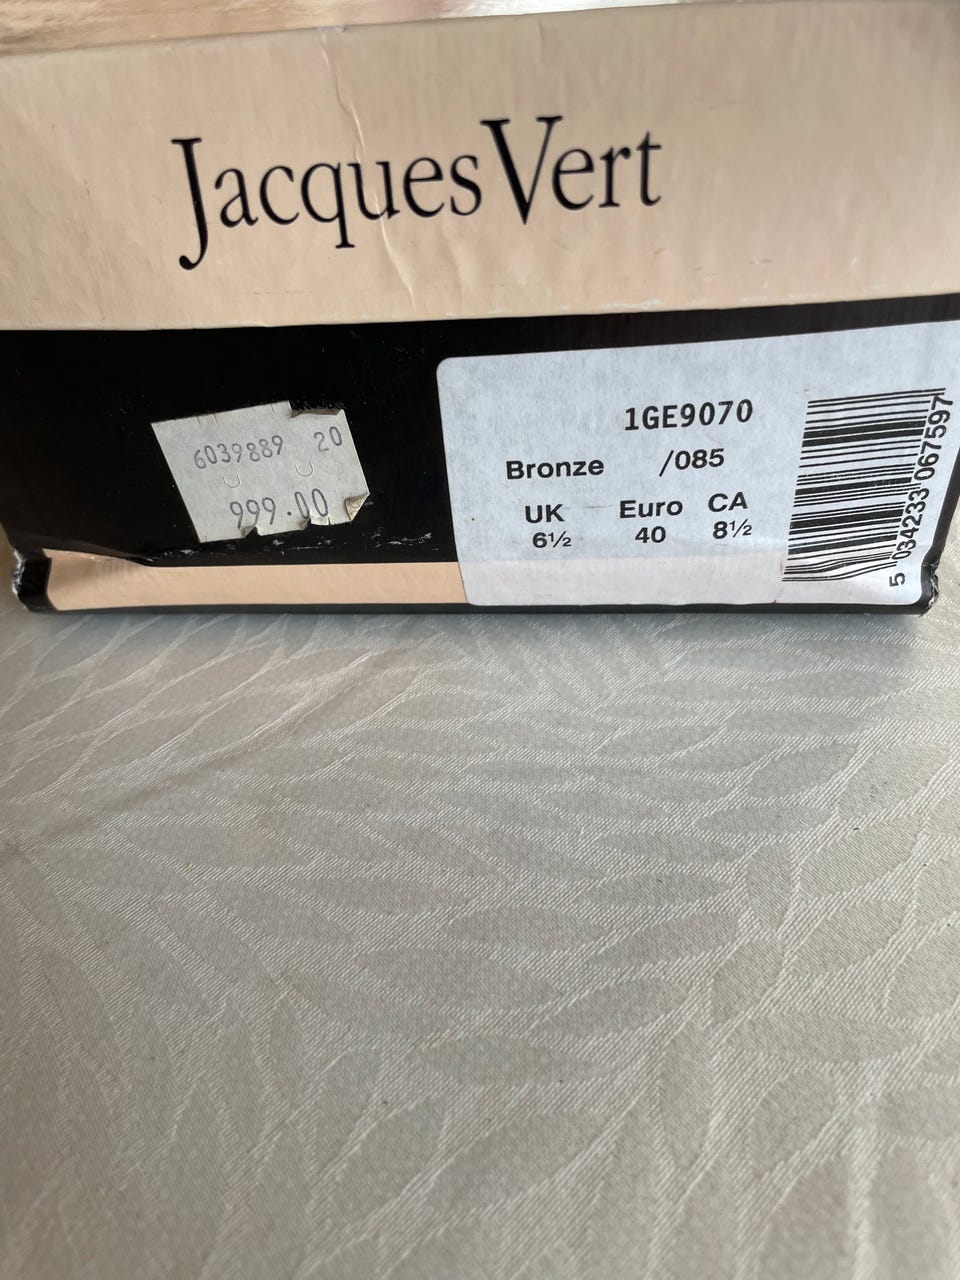 Jacques Vert
6039889 20
999.00
1GE9070
Bronze /085
UK Euro CA
6½ 40 8½
5 034233 067597